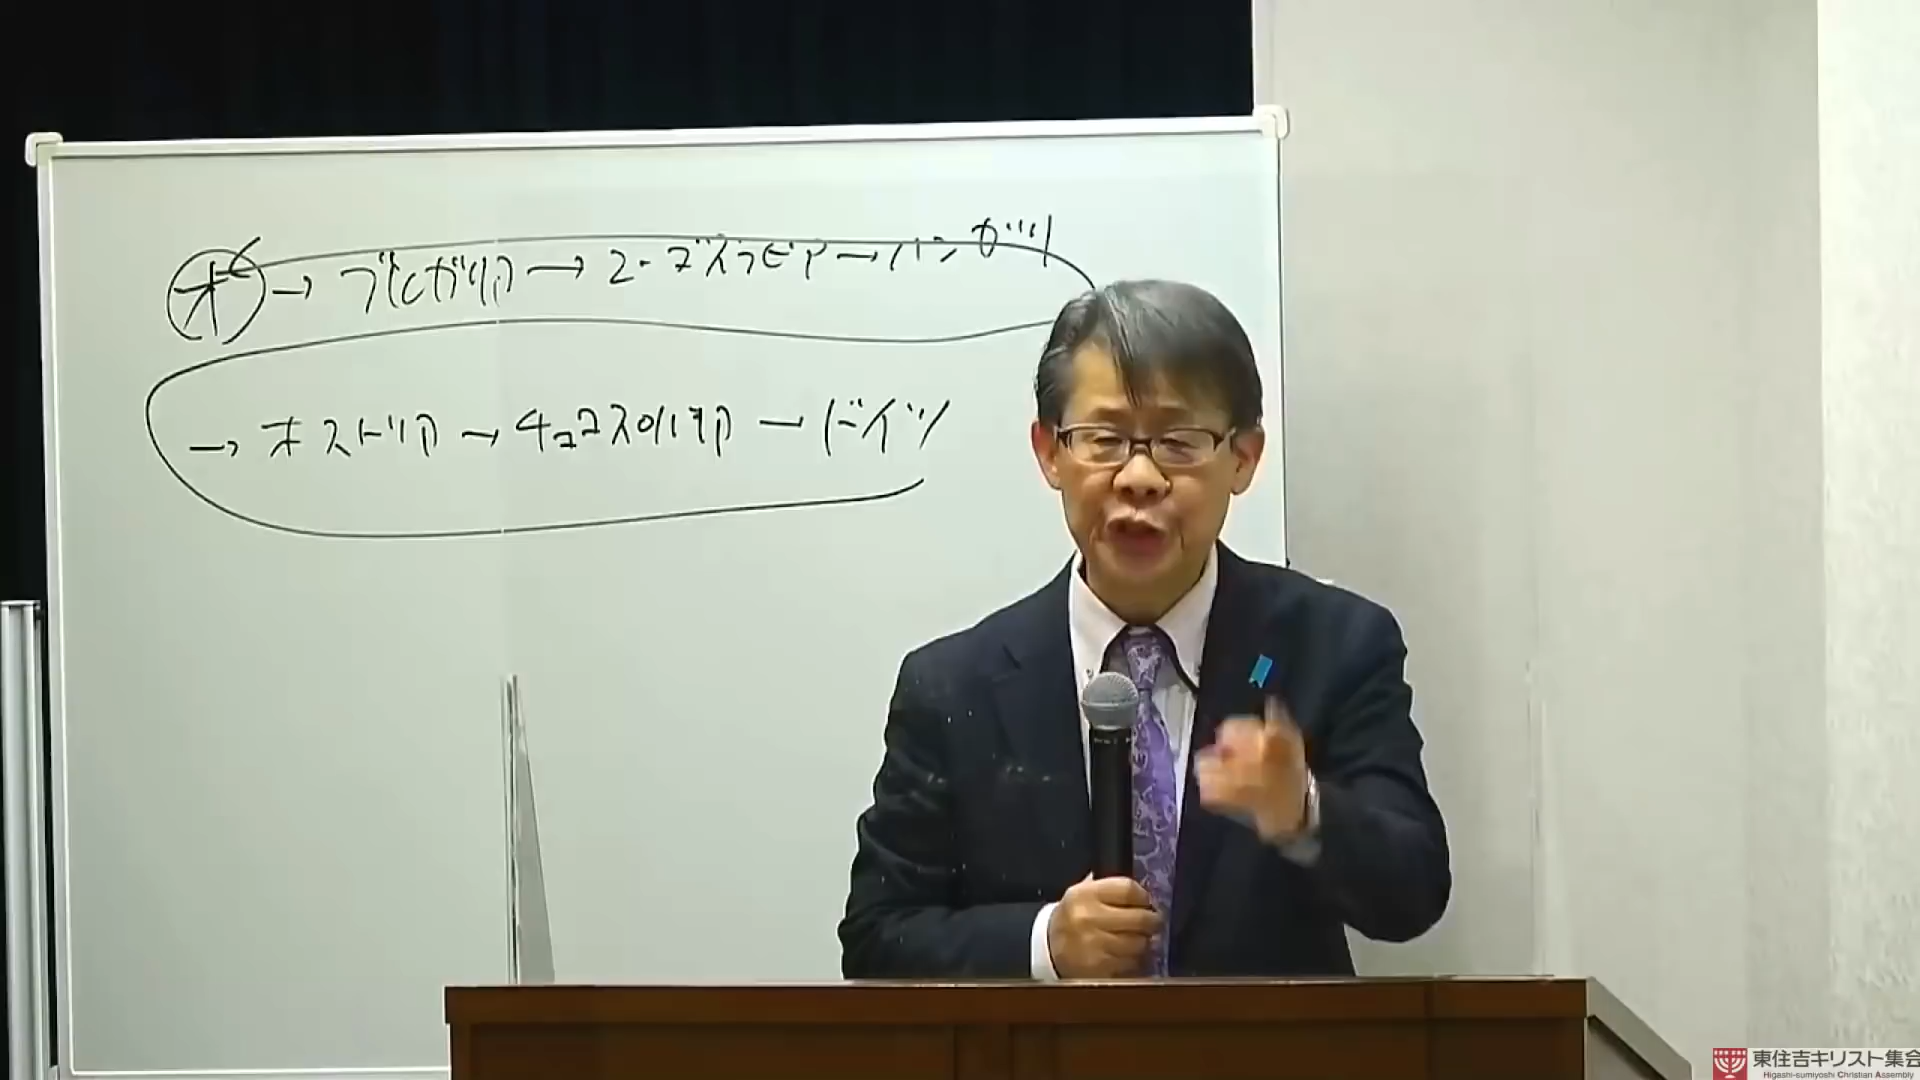 オ → ブルガリア → ユーゴスラビア → ハンガリ
→ オーストリア → チェコスロバキア → ドイツ
東住吉キリスト集会
Higashi-sumiyoshi Christian Assembly